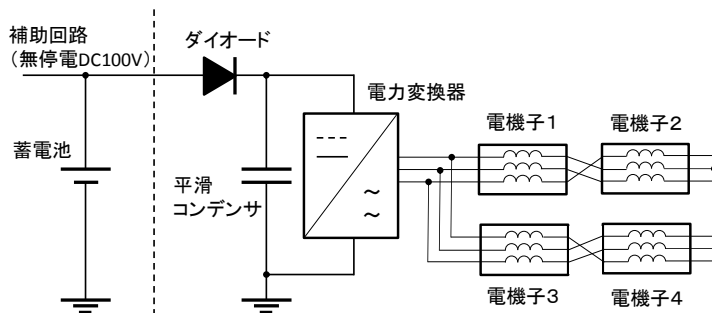 補助回路
（無停電DC100V）
ダイオード
電力変換器
電機子1
電機子2
蓄電池
平滑
コンデンサ
~
~
電機子3
電機子4